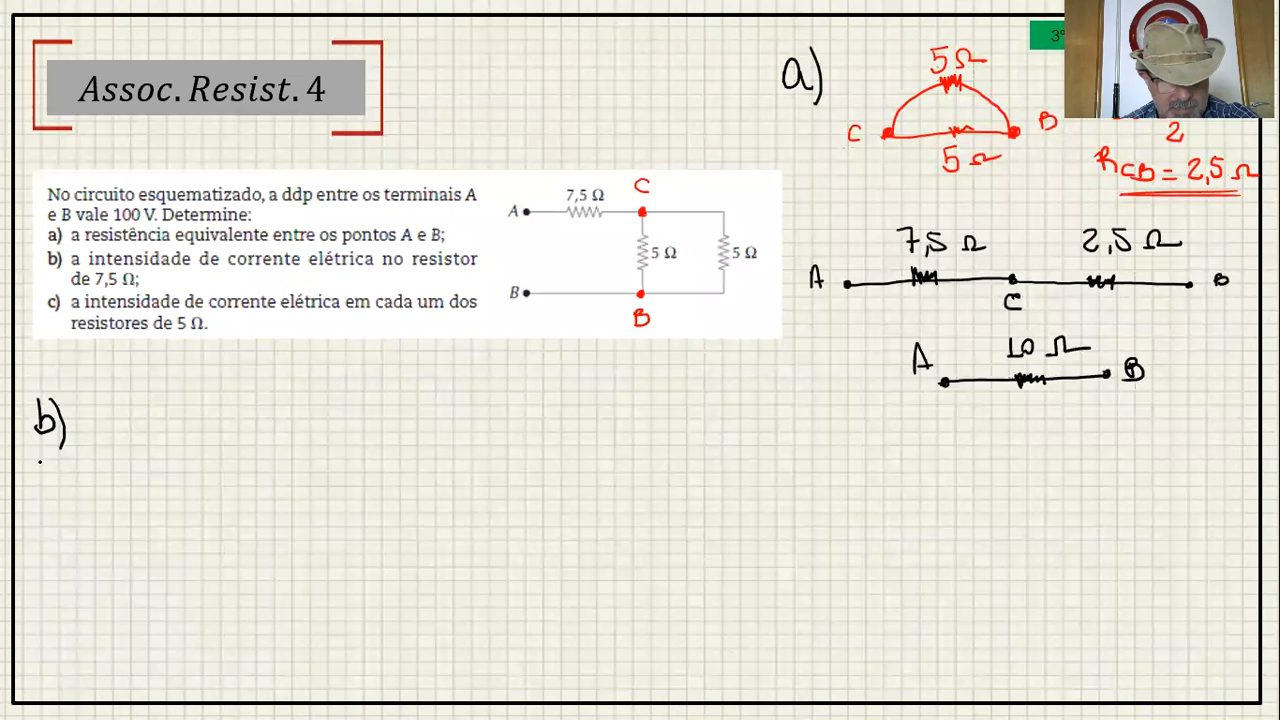 Assoc. Resist. 4
3º
No circuito esquematizado, a ddp entre os terminais A
e B vale 100 V. Determine:
a) a resistência equivalente entre os pontos A e B;
b) a intensidade de corrente elétrica no resistor
de 7,5 Ω;
c) a intensidade de corrente elétrica em cada um dos
resistores de 5 Ω.
7,5 Ω
C
A
5 Ω
5 Ω
B
B
a)
5 Ω
C
B
5 Ω
2
RCB = 2,5 Ω
7,5 Ω
2,5 Ω
A
C
B
10 Ω
A
B
b)